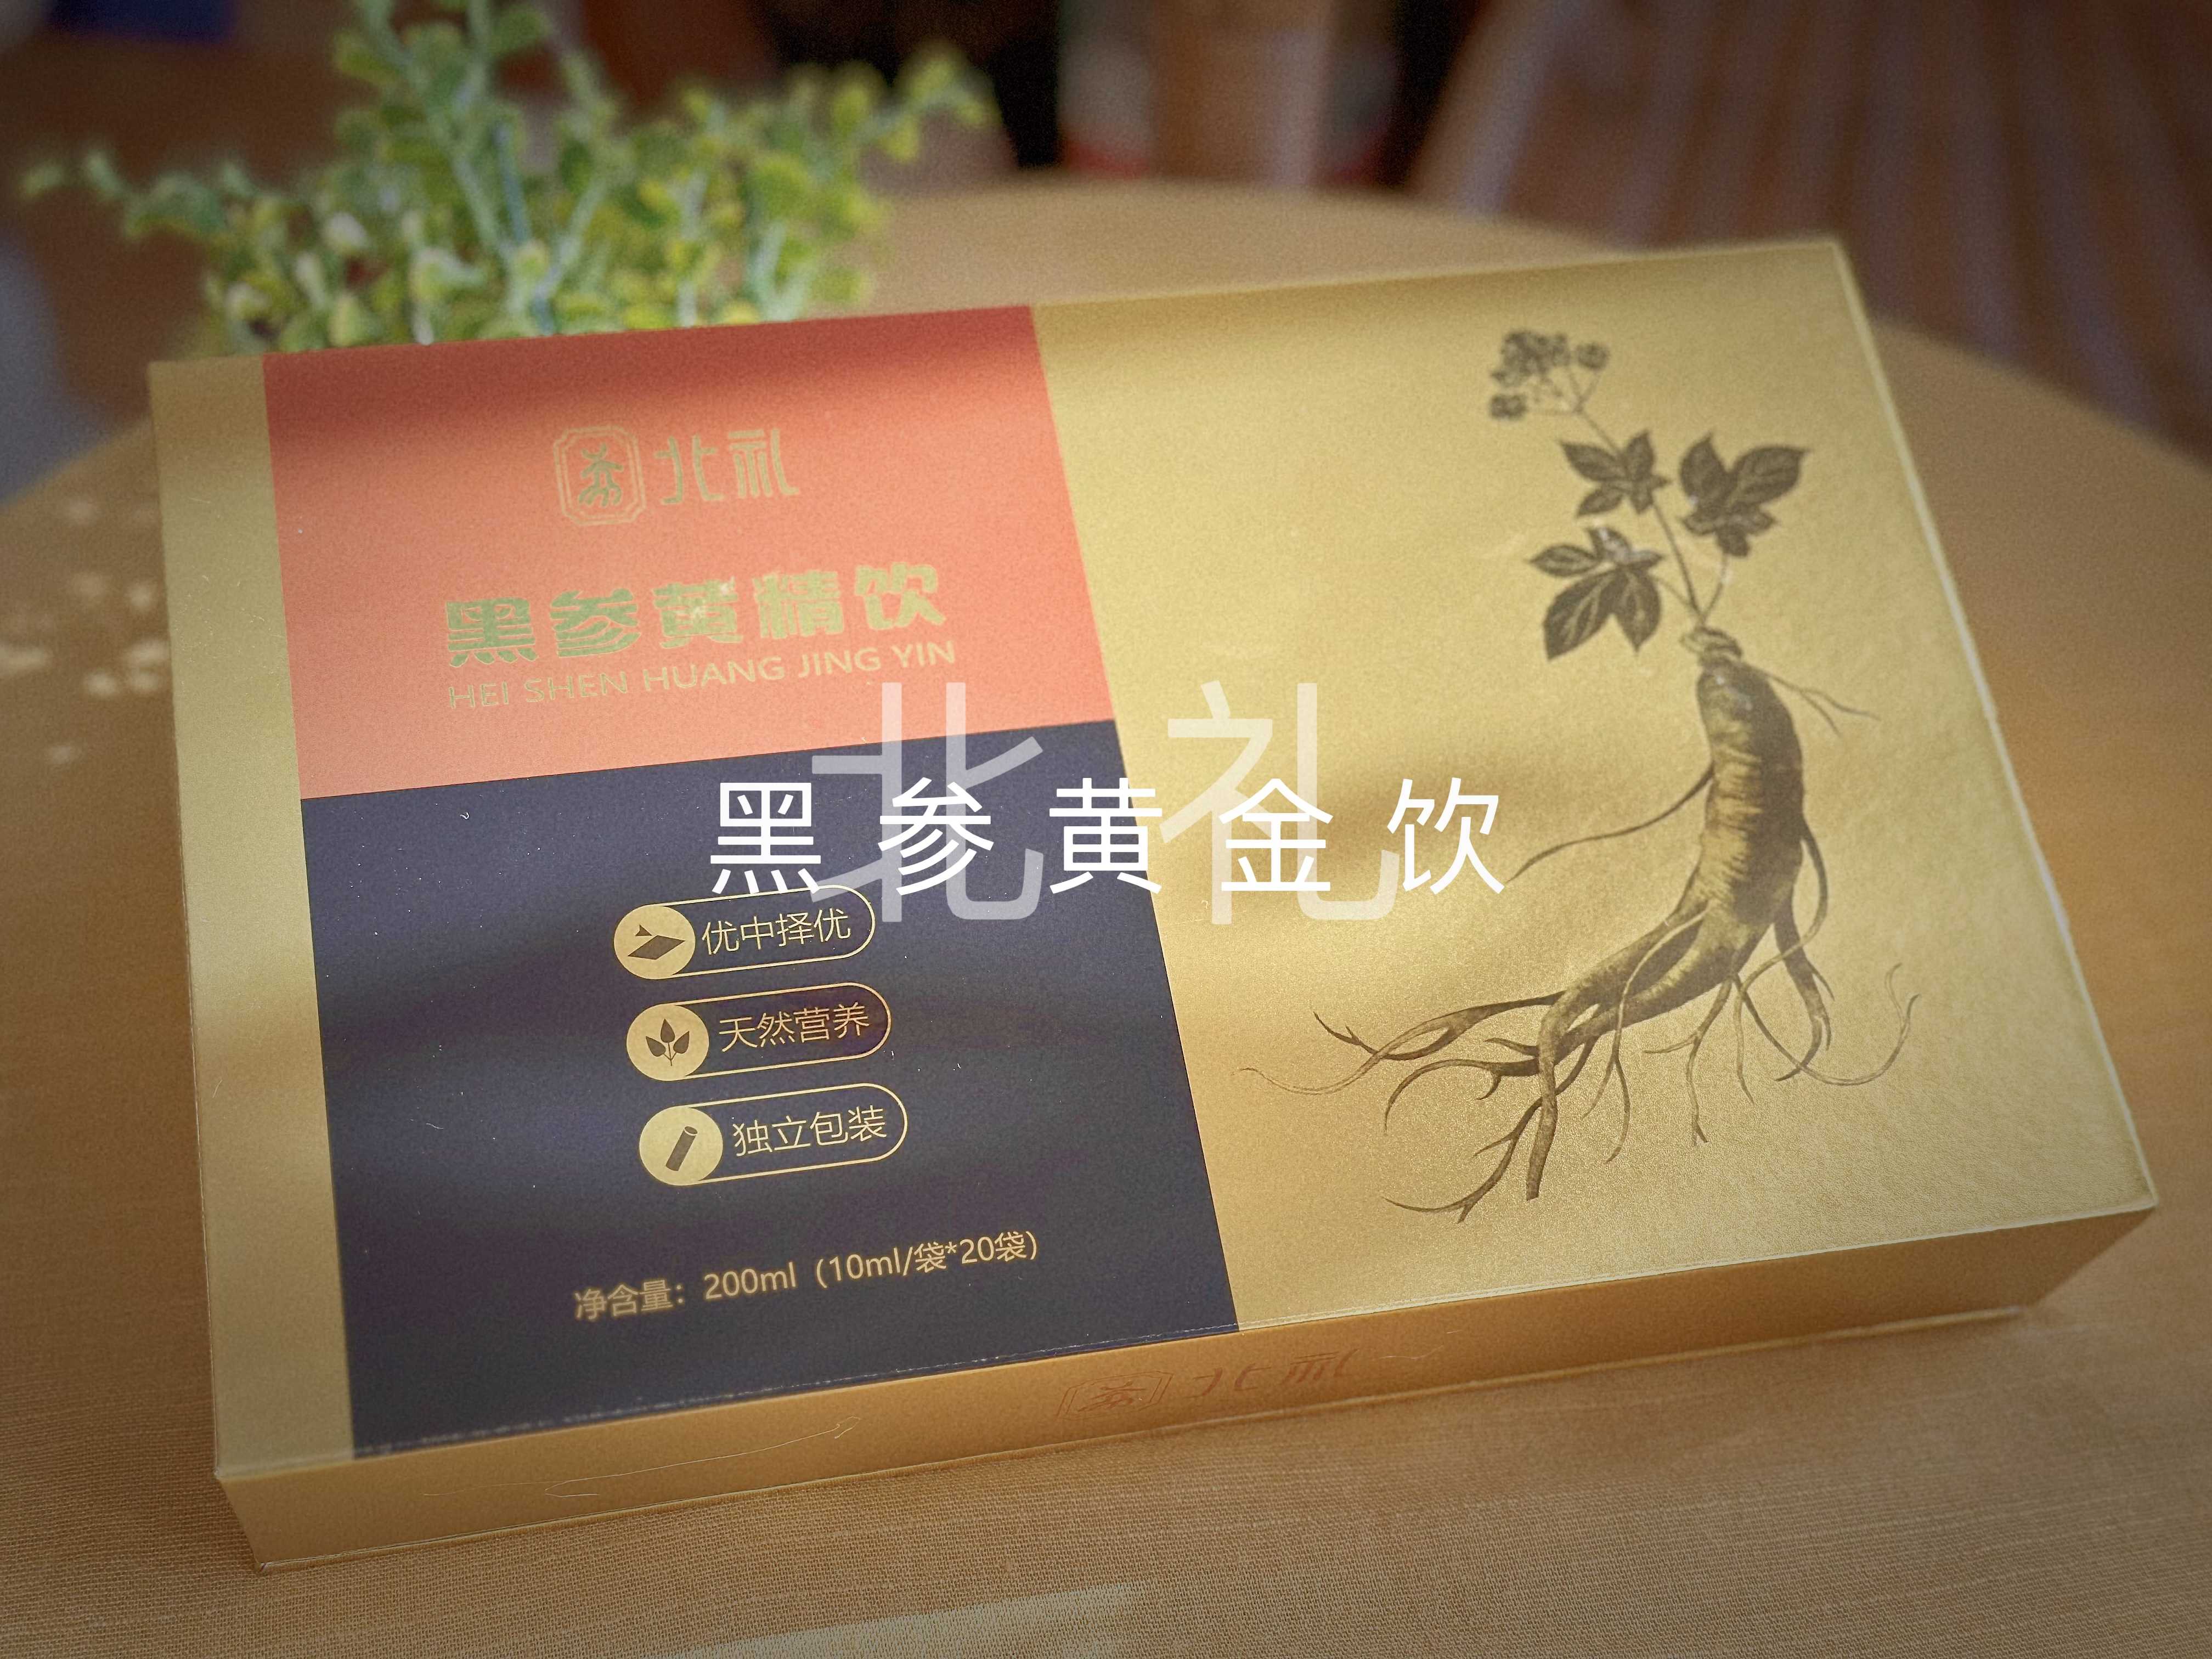 北礼
黑参黄精饮
HEI SHEN HUANG JING YIN
北礼
黑参黄金饮
优中择优
天然营养
独立包装
净含量：200ml（10ml/袋*20袋）
北礼